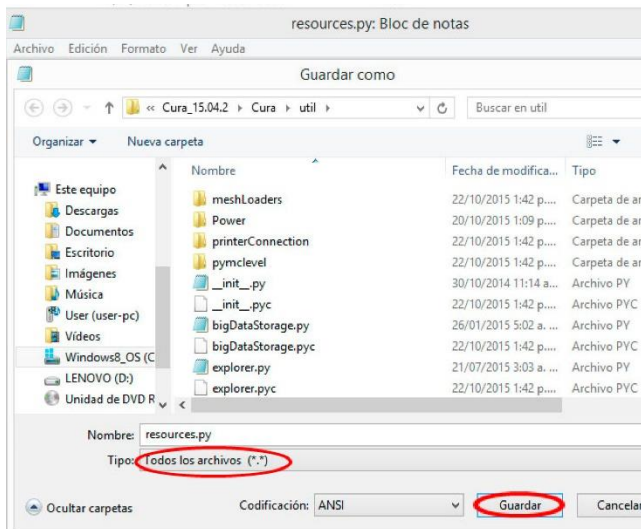 resources.py: Bloc de notas
Archivo Edición Formato Ver Ayuda
Guardar como
« Cura_15.04.2 Cura util
Buscar en util
Organizar Nueva carpeta
Nombre Fecha de modifica... Tipo
Este equipo
Descargas
Documentos
Escritorio
Imágenes
Música
User (user-pc)
Vídeos
Windows8_OS (C
LENOVO (D:)
Unidad de DVD R
meshLoaders 22/10/2015 1:42 p.... Carpeta de ar
Power 20/10/2015 1:09 p.... Carpeta de ar
printerConnection 22/10/2015 1:42 p.... Carpeta de ar
pymclevel 22/10/2015 1:42 p.... Carpeta de ar
__init__.py 30/10/2014 11:14 a... Archivo PY
__init__.pyc 22/10/2015 1:42 p.... Archivo PYC
bigDataStorage.py 26/01/2015 5:02 a. ... Archivo PY
bigDataStorage.pyc 22/10/2015 1:42 p.... Archivo PYC
explorer.py 21/07/2015 3:03 a. ... Archivo PY
explorer.pyc 22/10/2015 1:42 p.... Archivo PYC
Nombre: resources.py
Tipo: Todos los archivos (*.*)
Ocultar carpetas Codificación: ANSI Guardar Cancelar